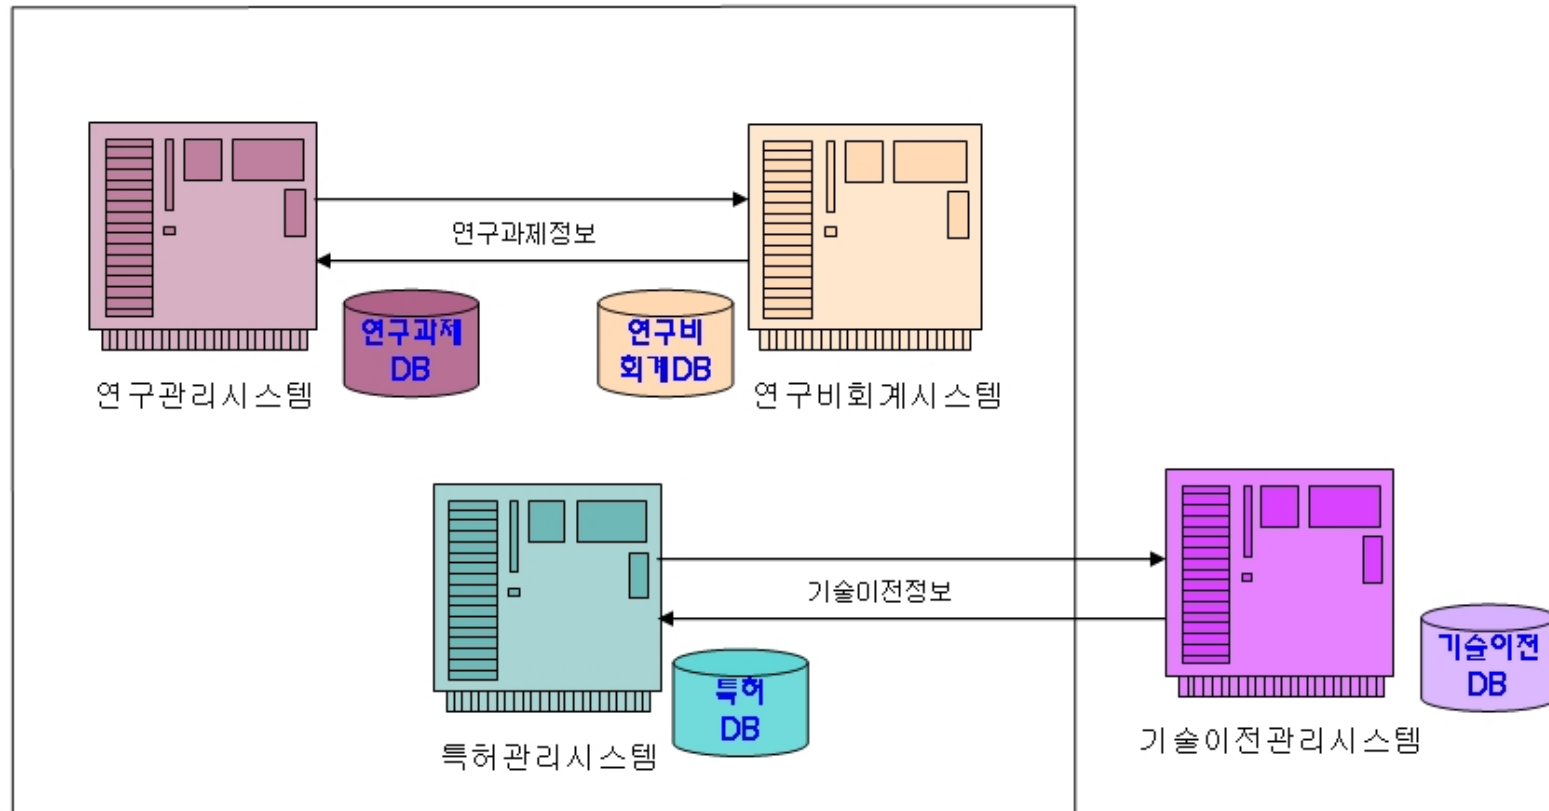 연구과제정보
연구과제
DB
연구비
회계DB
연구관리시스템
연구비회계시스템
기술이전정보
특허
DB
기술이전
DB
특허관리시스템
기술이전관리시스템